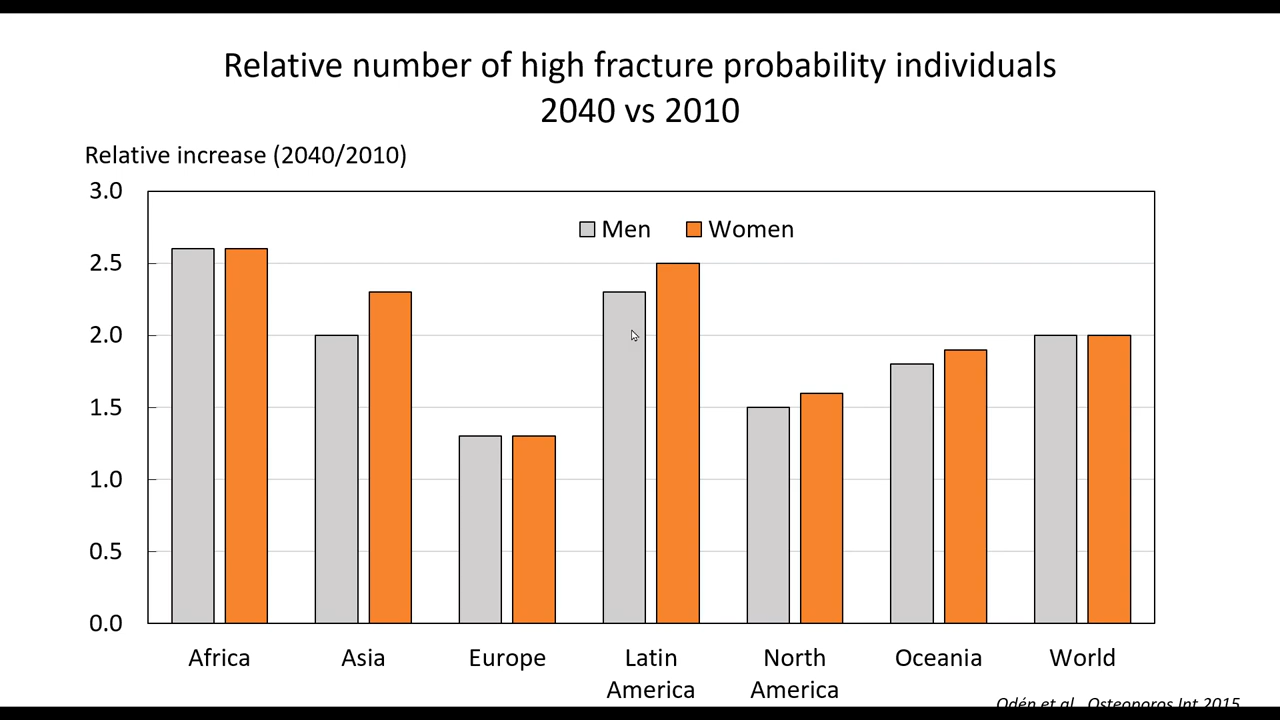 Relative number of high fracture probability individuals
2040 vs 2010
Relative increase (2040/2010)
3.0
Men Women
2.5
2.0
1.5
1.0
0.5
0.0
Africa Asia Europe Latin America North America Oceania World
Odén et al., Osteoporos Int 2015